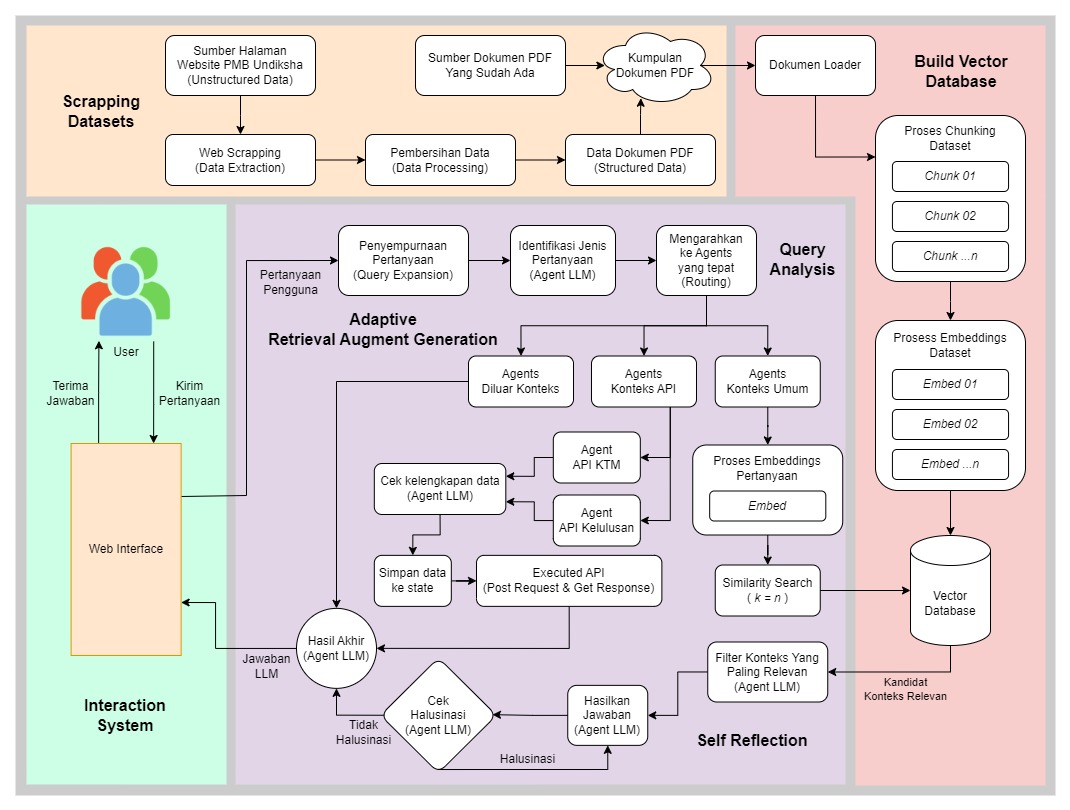 Scrapping
Datasets
Sumber Halaman
Website PMB Undiksha
(Unstructured Data)
Web Scrapping
(Data Extraction)
Pembersihan Data
(Data Processing)
Data Dokumen PDF
(Structured Data)
Sumber Dokumen PDF
Yang Sudah Ada
Kumpulan
Dokumen PDF
Build Vector
Database
Dokumen Loader
Proses Chunking
Dataset
Chunk 01
Chunk 02
Chunk ...n
Prosess Embeddings
Dataset
Embed 01
Embed 02
Embed ...n
Vector
Database
Kandidat
Konteks Relevan
User
Terima
Jawaban
Kirim
Pertanyaan
Web Interface
Interaction
System
Pertanyaan
Pengguna
Penyempurnaan
Pertanyaan
(Query Expansion)
Identifikasi Jenis
Pertanyaan
(Agent LLM)
Mengarahkan
ke Agents
yang tepat
(Routing)
Query
Analysis
Adaptive
Retrieval Augment Generation
Agents
Diluar Konteks
Agents
Konteks API
Agents
Konteks Umum
Agent
API KTM
Agent
API Kelulusan
Cek kelengkapan data
(Agent LLM)
Simpan data
ke state
Executed API
(Post Request & Get Response)
Proses Embeddings
Pertanyaan
Embed
Similarity Search
( k = n )
Filter Konteks Yang
Paling Relevan
(Agent LLM)
Hasilkan
Jawaban
(Agent LLM)
Cek
Halusinasi
(Agent LLM)
Tidak
Halusinasi
Halusinasi
Hasil Akhir
(Agent LLM)
Jawaban
LLM
Self Reflection